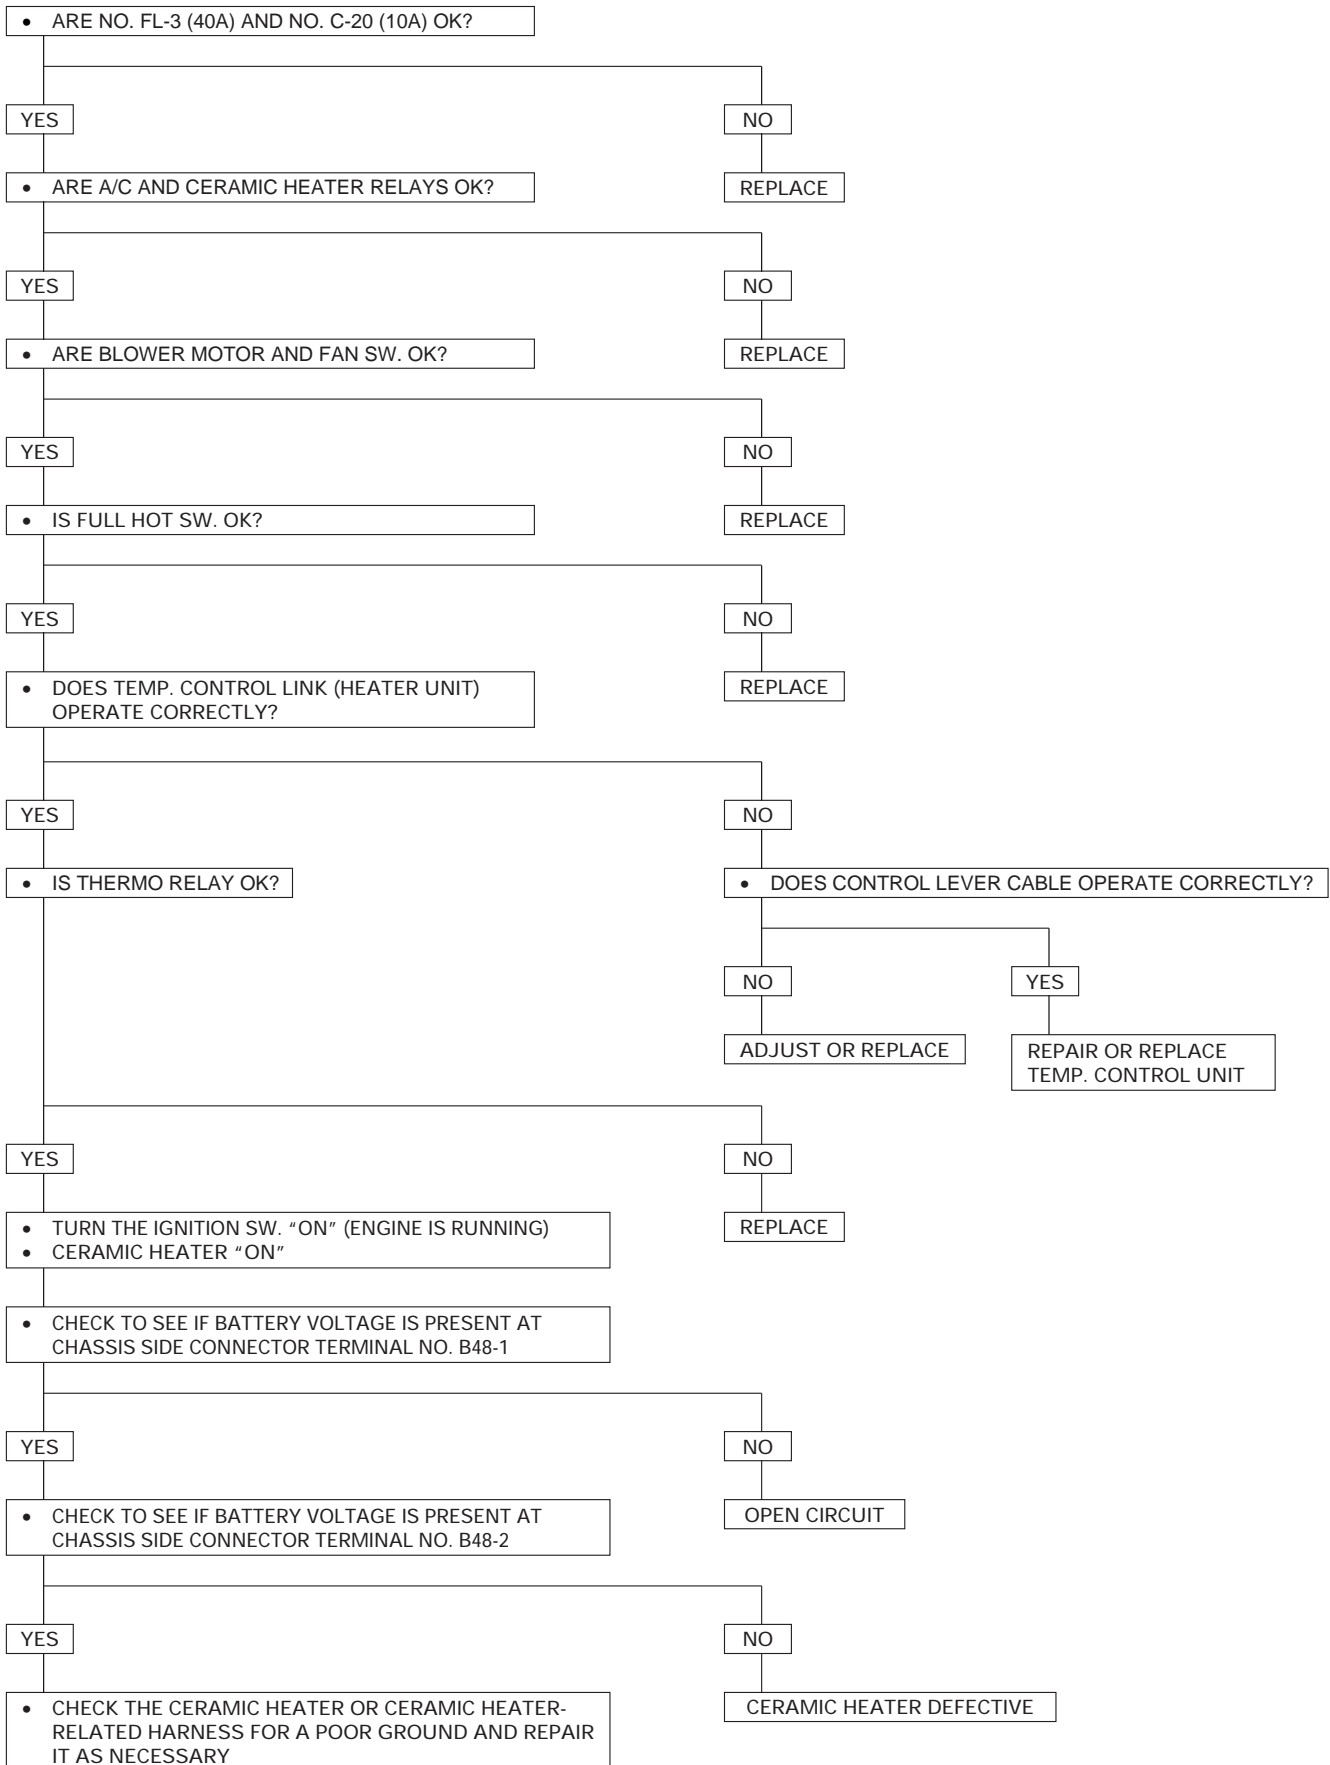 • ARE NO. FL-3 (40A) AND NO. C-20 (10A) OK?
YES
NO
• ARE A/C AND CERAMIC HEATER RELAYS OK?
REPLACE
YES
NO
• ARE BLOWER MOTOR AND FAN SW. OK?
REPLACE
YES
NO
• IS FULL HOT SW. OK?
REPLACE
YES
NO
• DOES TEMP. CONTROL LINK (HEATER UNIT)
OPERATE CORRECTLY?
REPLACE
YES
NO
• IS THERMO RELAY OK?
• DOES CONTROL LEVER CABLE OPERATE CORRECTLY?
NO
YES
ADJUST OR REPLACE
REPAIR OR REPLACE
TEMP. CONTROL UNIT
YES
NO
• TURN THE IGNITION SW. “ON” (ENGINE IS RUNNING)
• CERAMIC HEATER “ON”
REPLACE
• CHECK TO SEE IF BATTERY VOLTAGE IS PRESENT AT
CHASSIS SIDE CONNECTOR TERMINAL NO. B48-1
YES
NO
• CHECK TO SEE IF BATTERY VOLTAGE IS PRESENT AT
CHASSIS SIDE CONNECTOR TERMINAL NO. B48-2
OPEN CIRCUIT
YES
NO
• CHECK THE CERAMIC HEATER OR CERAMIC HEATER-
RELATED HARNESS FOR A POOR GROUND AND REPAIR
IT AS NECESSARY
CERAMIC HEATER DEFECTIVE